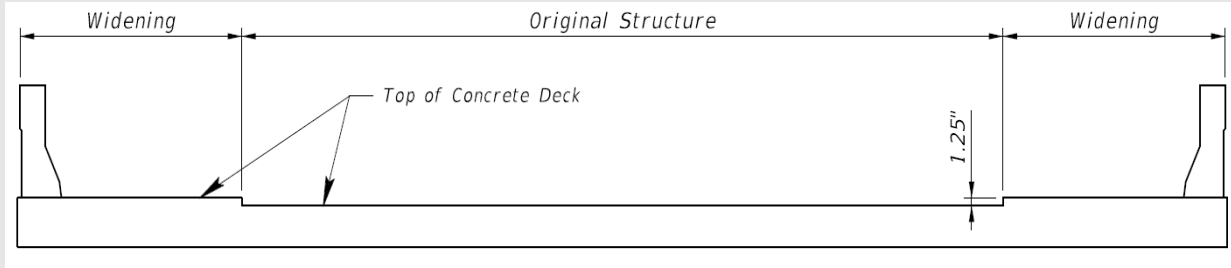 Widening
Original Structure
Widening
Top of Concrete Deck
1.25"